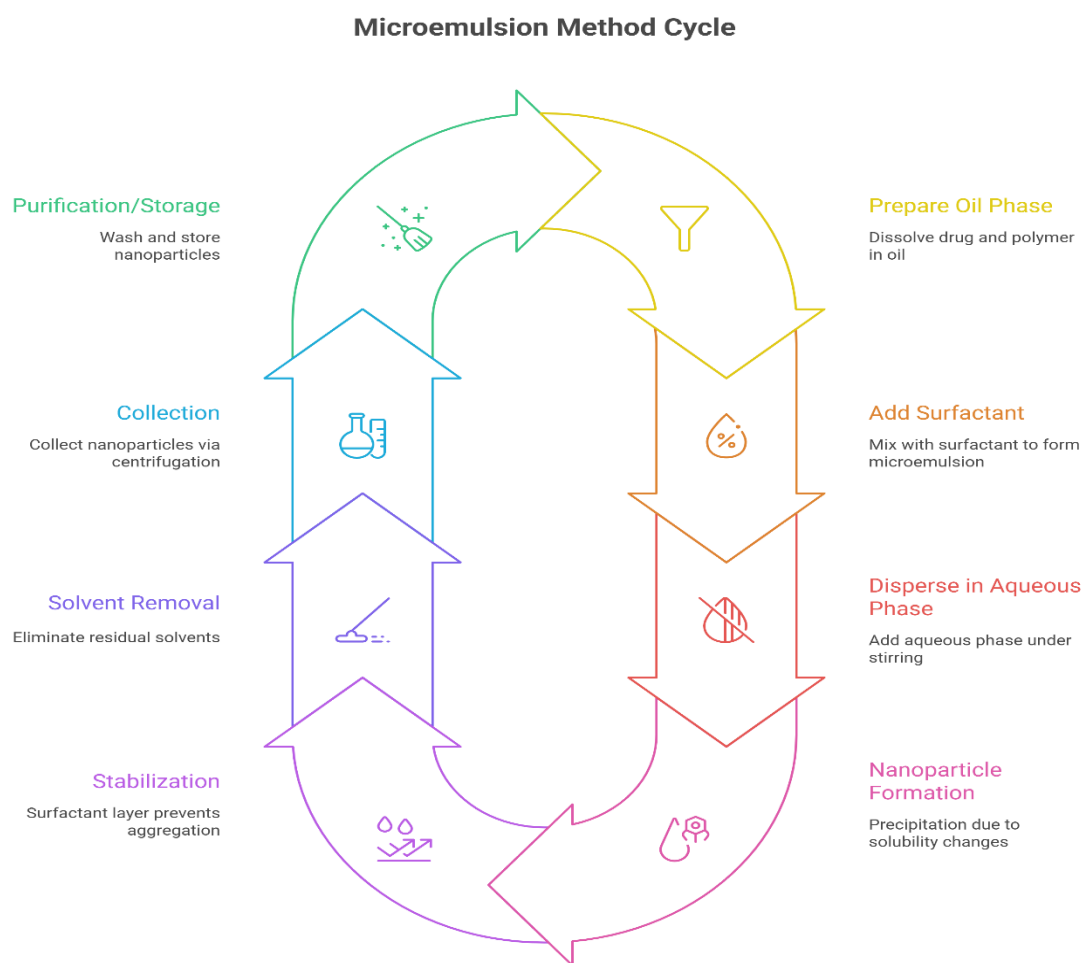 Microemulsion Method Cycle
Purification/Storage
Wash and store
nanoparticles
Prepare Oil Phase
Dissolve drug and polymer
in oil
Collection
Collect nanoparticles via
centrifugation
Add Surfactant
Mix with surfactant to form
microemulsion
Solvent Removal
Eliminate residual solvents
Disperse in Aqueous
Phase
Add aqueous phase under
stirring
Stabilization
Surfactant layer prevents
aggregation
Nanoparticle
Formation
Precipitation due to
solubility changes